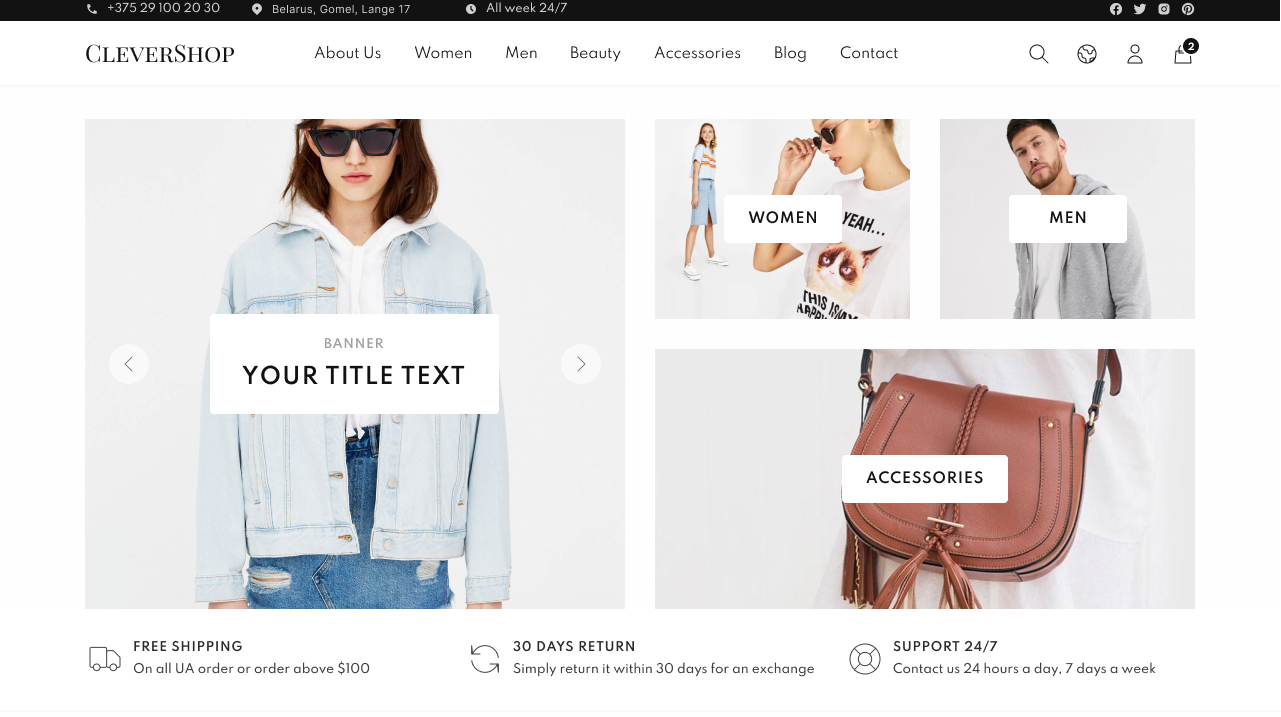 +375 29 100 20 30
Belarus, Gomel, Lange 17
All week 24/7
CLEVERSHOP
About Us
Women
Men
Beauty
Accessories
Blog
Contact
2
BANNER
YOUR TITLE TEXT
WOMEN
YEAH...
THIS IS MY
HAPPY
MEN
ACCESSORIES
FREE SHIPPING
On all UA order or order above $100
30 DAYS RETURN
Simply return it within 30 days for an exchange
SUPPORT 24/7
Contact us 24 hours a day, 7 days a week